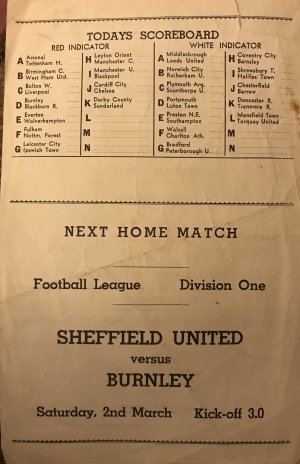 TODAYS SCOREBOARD
RED INDICATOR
A Arsenal
Tottenham H.
B Birmingham C.
West Ham Utd.
C Bolton W.
Liverpool
D Burnley
Blackburn R.
E Everton
Wolverhampton
F Fulham
Nottm. Forest
G Leicester City
Ipswich Town
H Leyton Orient
Manchester C.
I Manchester U.
Blackpool
J Cardiff City
Chelsea
K Derby County
Sunderland
L
M
N
WHITE INDICATOR
A Middlesbrough
Leeds United
B Norwich City
Rotherham U.
C Plymouth Arg.
Scunthorpe U.
D Portsmouth
Luton Town
E Preston N.E.
Southampton
F Walsall
Charlton Ath.
G Bradford
Peterborough U.
H Coventry City
Barnsley
I Shrewsbury T.
Halifax Town
J Chesterfield
Barrow
K Doncaster R.
Tranmere R.
L Mansfield Town
Torquay United
M
N
NEXT HOME MATCH
Football League Division One
SHEFFIELD UNITED
versus
BURNLEY
Saturday, 2nd March Kick-off 3.0